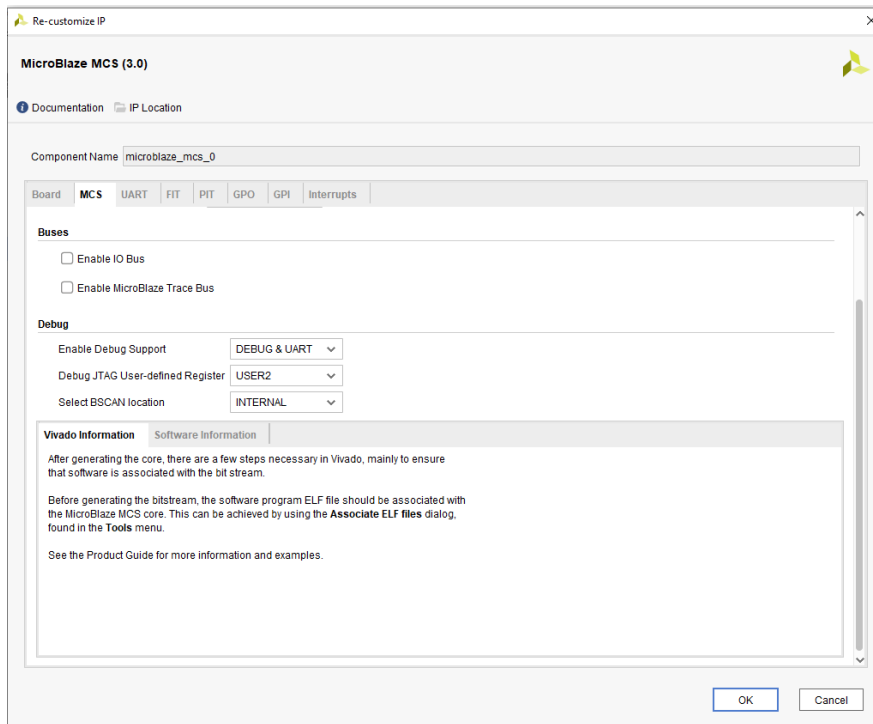 Re-customize IP
MicroBlaze MCS (3.0)
Documentation IP Location
Component Name microblaze_mcs_0
Board MCS UART FIT PIT GPO GPI Interrupts
Buses
Enable IO Bus
Enable MicroBlaze Trace Bus
Debug
Enable Debug Support DEBUG & UART
Debug JTAG User-defined Register USER2
Select BSCAN location INTERNAL
Vivado Information Software Information
After generating the core, there are a few steps necessary in Vivado, mainly to ensure
that software is associated with the bit stream.
Before generating the bitstream, the software program ELF file should be associated with
the MicroBlaze MCS core. This can be achieved by using the Associate ELF files dialog,
found in the Tools menu.
See the Product Guide for more information and examples.
OK Cancel